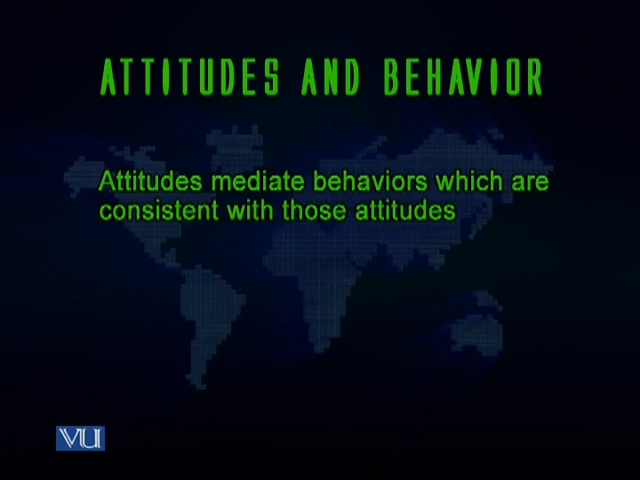 ATTITUDES AND BEHAVIOR
Attitudes mediate behaviors which are
consistent with those attitudes
VU